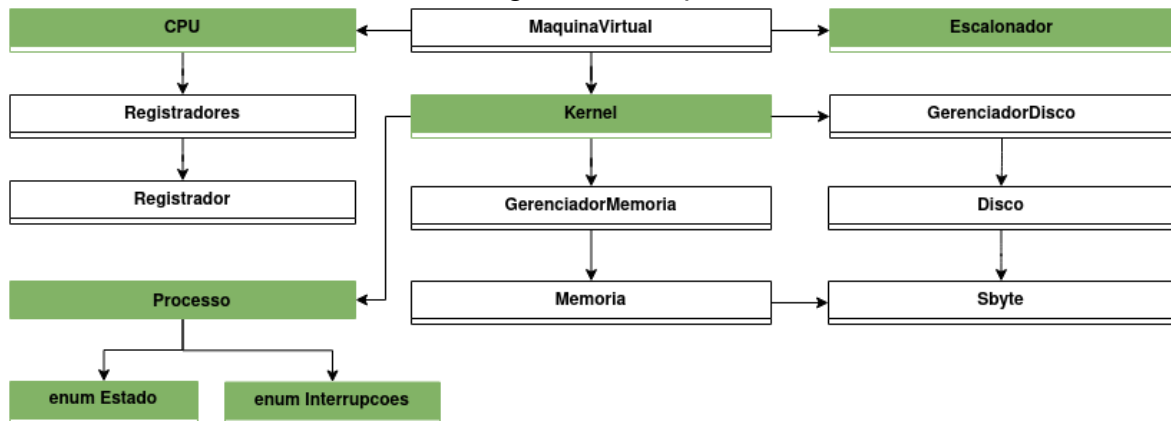 CPU
MaquinaVirtual
Escalonador
Registradores
Kernel
GerenciadorDisco
Registrador
GerenciadorMemoria
Disco
Processo
Memoria
Sbyte
enum Estado
enum Interrupcoes